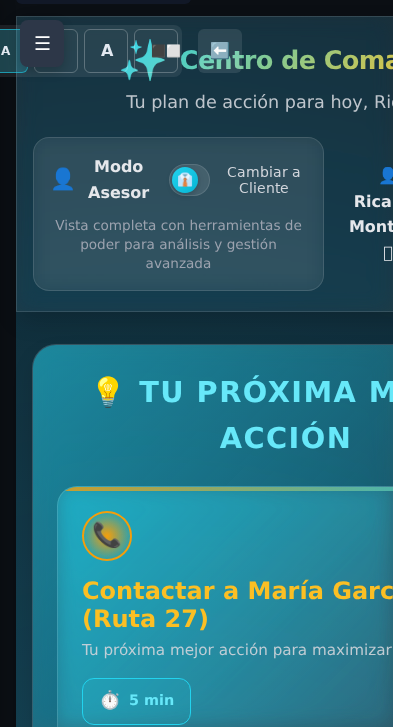 A
☰
A
Centro de Coma
Tu plan de acción para hoy, Ri
Modo
Asesor
Cambiar a
Cliente
Vista completa con herramientas de
poder para análisis y gestión
avanzada
Rica
Mont
TU PRÓXIMA M
ACCIÓN
Contactar a María Garc
(Ruta 27)
Tu próxima mejor acción para maximizar
5 min